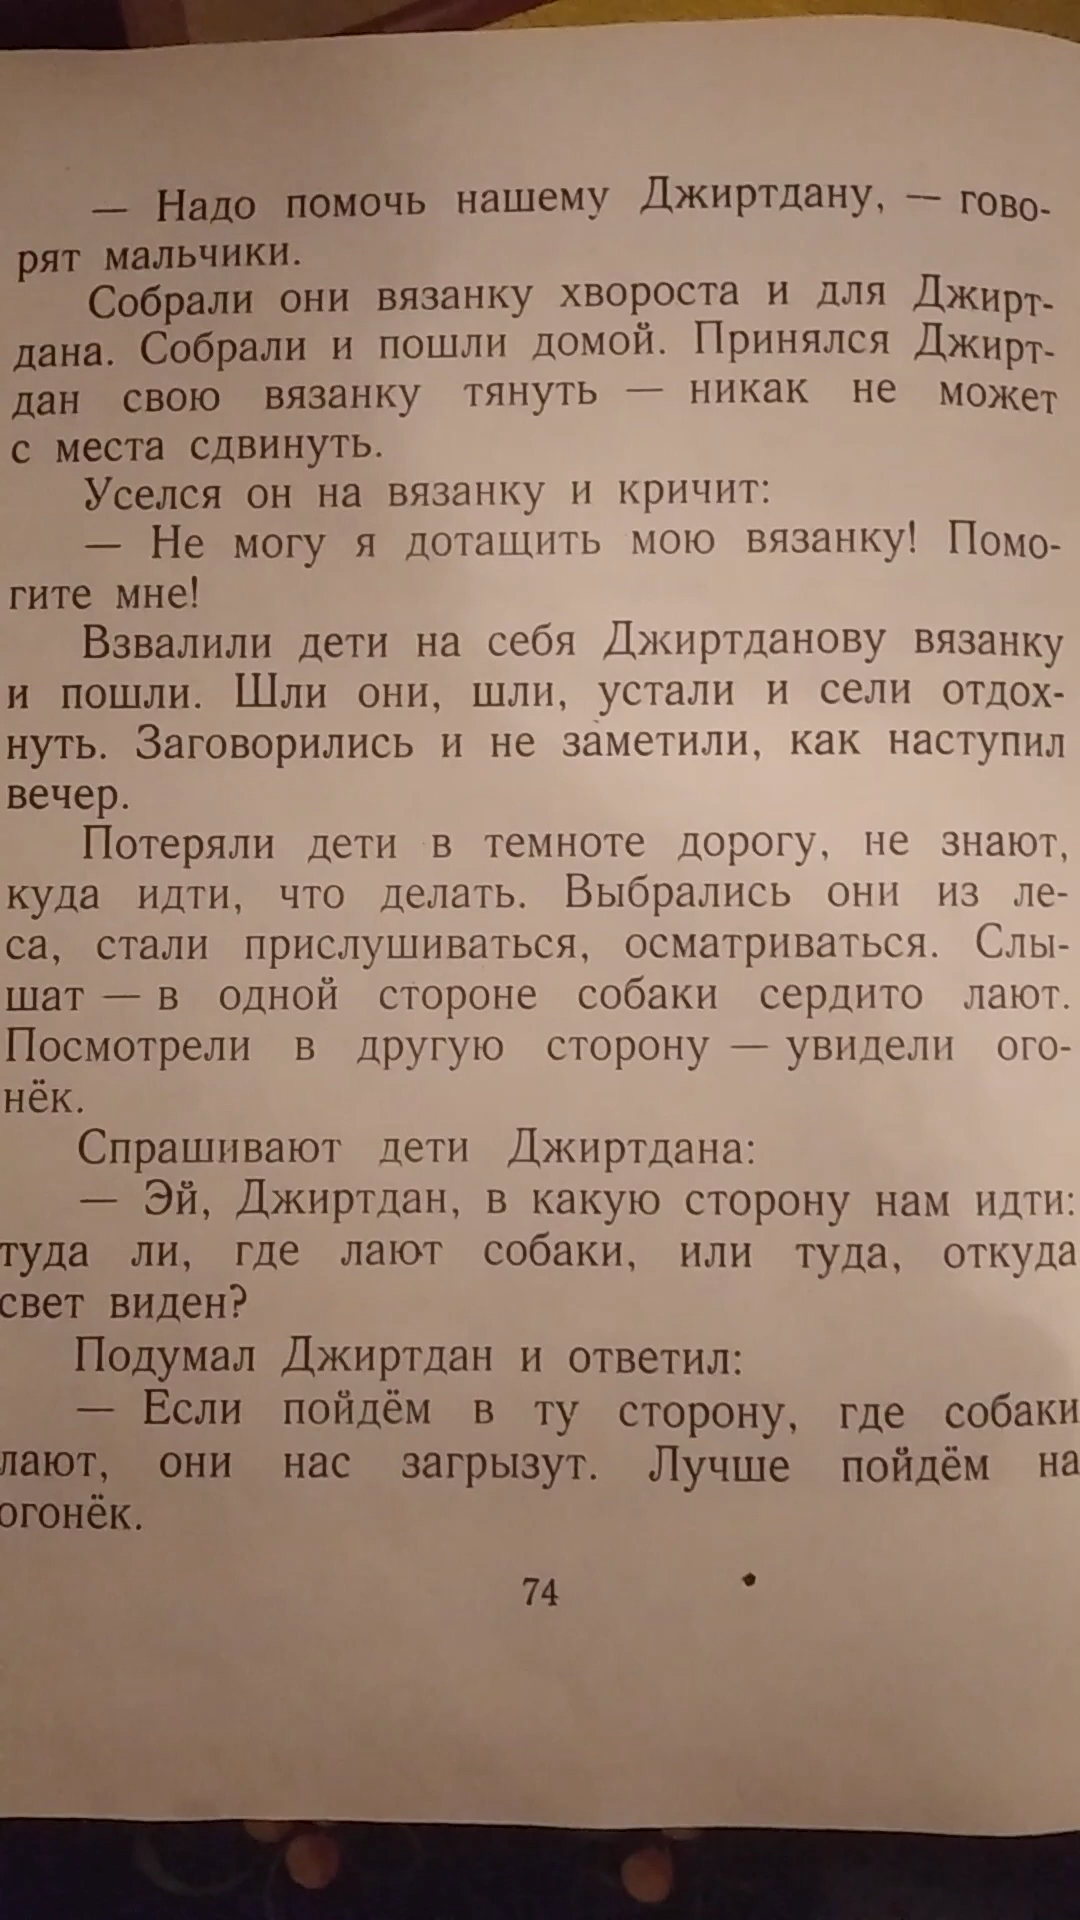 — Надо помочь нашему Джиртдану, — гово-
рят мальчики.
Собрали они вязанку хвороста и для Джирт-
дана. Собрали и пошли домой. Принялся Джирт-
дан свою вязанку тянуть — никак не может
с места сдвинуть.
Уселся он на вязанку и кричит:
— Не могу я дотащить мою вязанку! Помо-
гите мне!
Взвалили дети на себя Джиртданову вязанку
и пошли. Шли они, шли, устали и сели отдох-
нуть. Заговорились и не заметили, как наступил
вечер.
Потеряли дети в темноте дорогу, не знают,
куда идти, что делать. Выбрались они из ле-
са, стали прислушиваться, осматриваться. Слы-
шат — в одной стороне собаки сердито лают.
Посмотрели в другую сторону — увидели ого-
нёк.
Спрашивают дети Джиртдана:
— Эй, Джиртдан, в какую сторону нам идти:
туда ли, где лают собаки, или туда, откуда
свет виден?
Подумал Джиртдан и ответил:
— Если пойдём в ту сторону, где собаки
лают, они нас загрызут. Лучше пойдём на
огонёк.
74